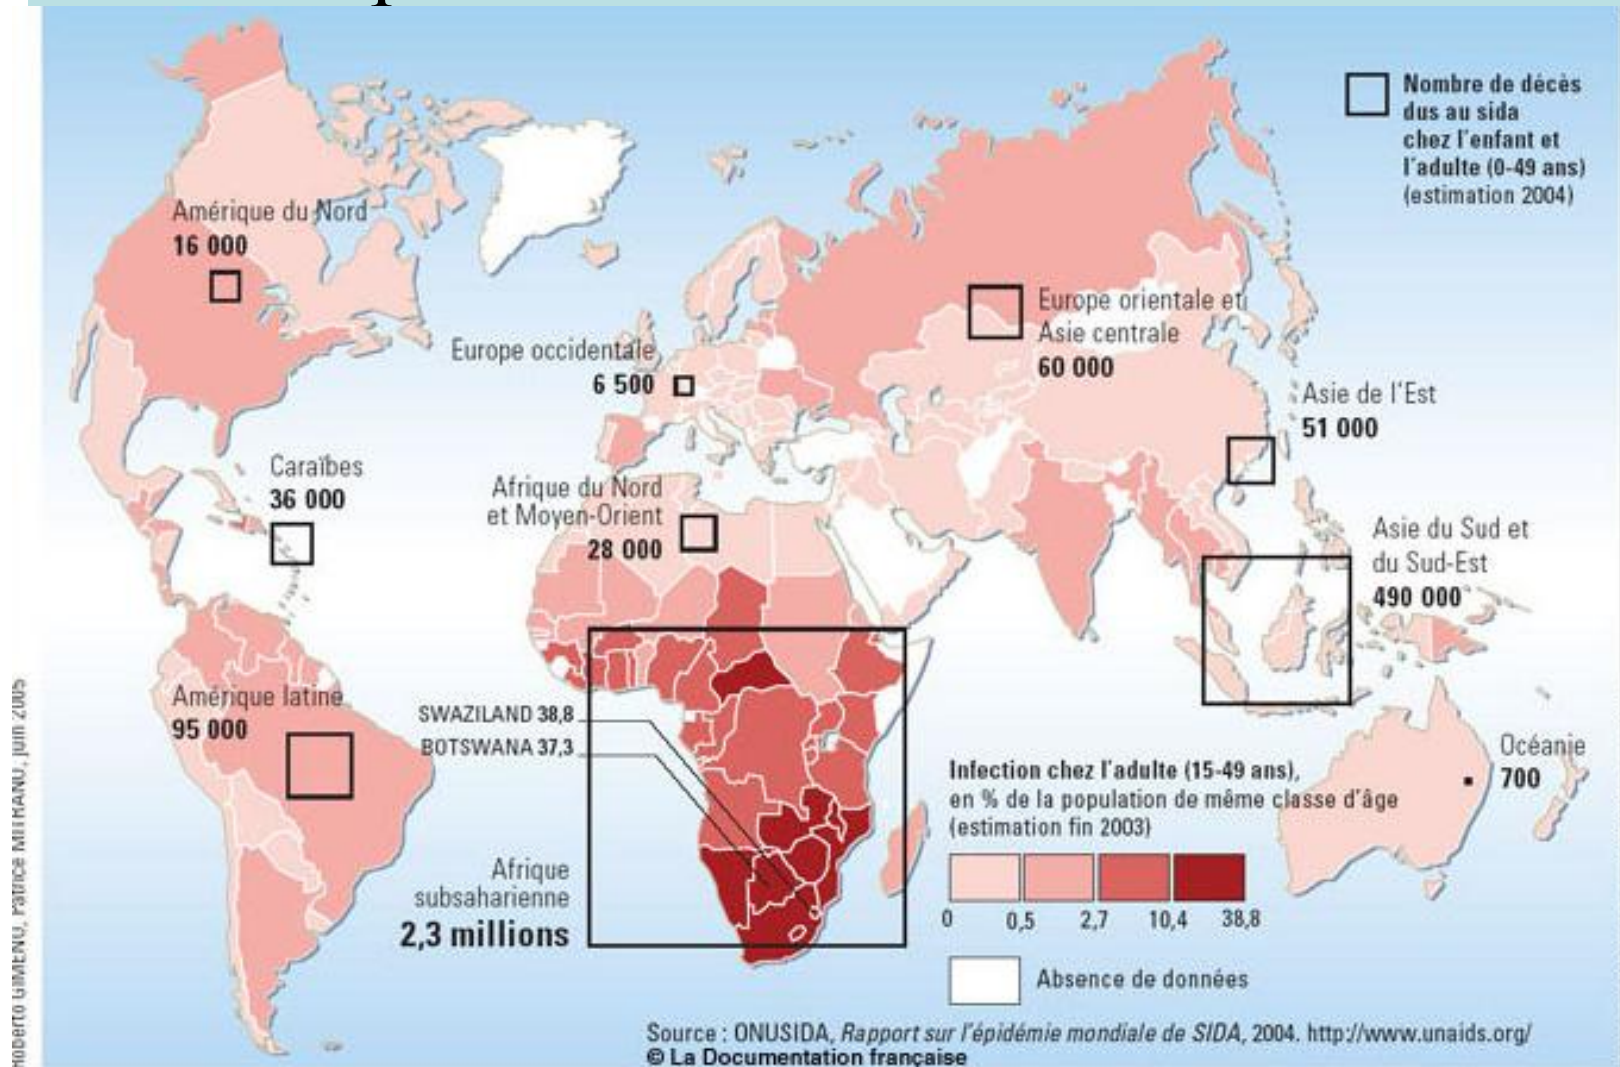 Nombre de décès
dus au sida
chez l'enfant et
l'adulte (0-49 ans)
(estimation 2004)
Amérique du Nord
16 000
Europe orientale et
Asie centrale
60 000
Europe occidentale
6 500
Asie de l'Est
51 000
Caraïbes
36 000
Afrique du Nord
et Moyen-Orient
28 000
Asie du Sud et
du Sud-Est
490 000
Amérique latine
95 000
SWAZILAND 38,8
BOTSWANA 37,3
Océanie
700
Infection chez l'adulte (15-49 ans),
en % de la population de même classe d'âge
(estimation fin 2003)
0 0,5 2,7 10,4 38,8
Afrique
subsaharienne
2,3 millions
Absence de données
Source : ONUSIDA, Rapport sur l'épidémie mondiale de SIDA, 2004. http://www.unaids.org/
© La Documentation française
Roberto GIMENO, Patrice MITRANO, juin 2005